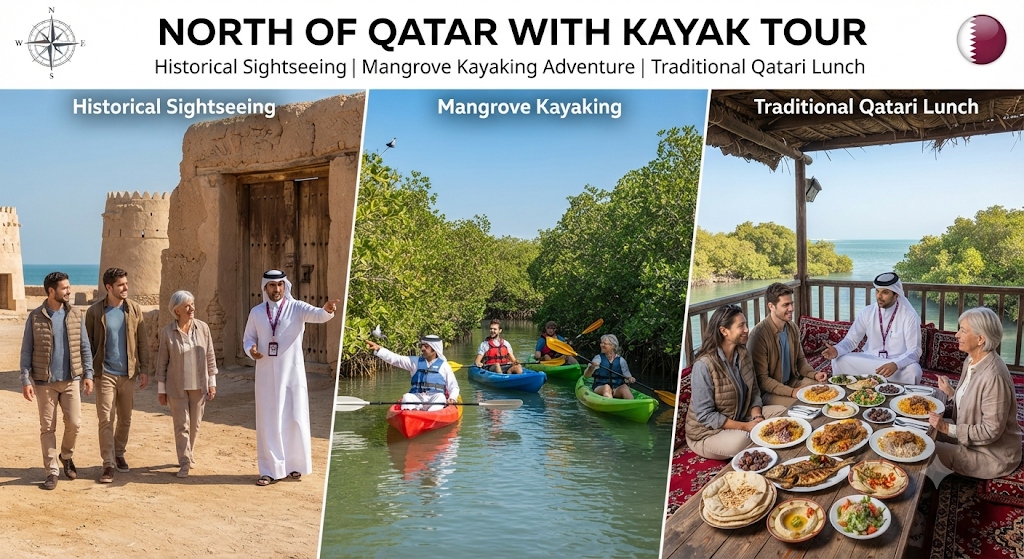 N
W
E
S
NORTH OF QATAR WITH KAYAK TOUR
Historical Sightseeing | Mangrove Kayaking Adventure | Traditional Qatari Lunch
Historical Sightseeing
Mangrove Kayaking
Traditional Qatari Lunch